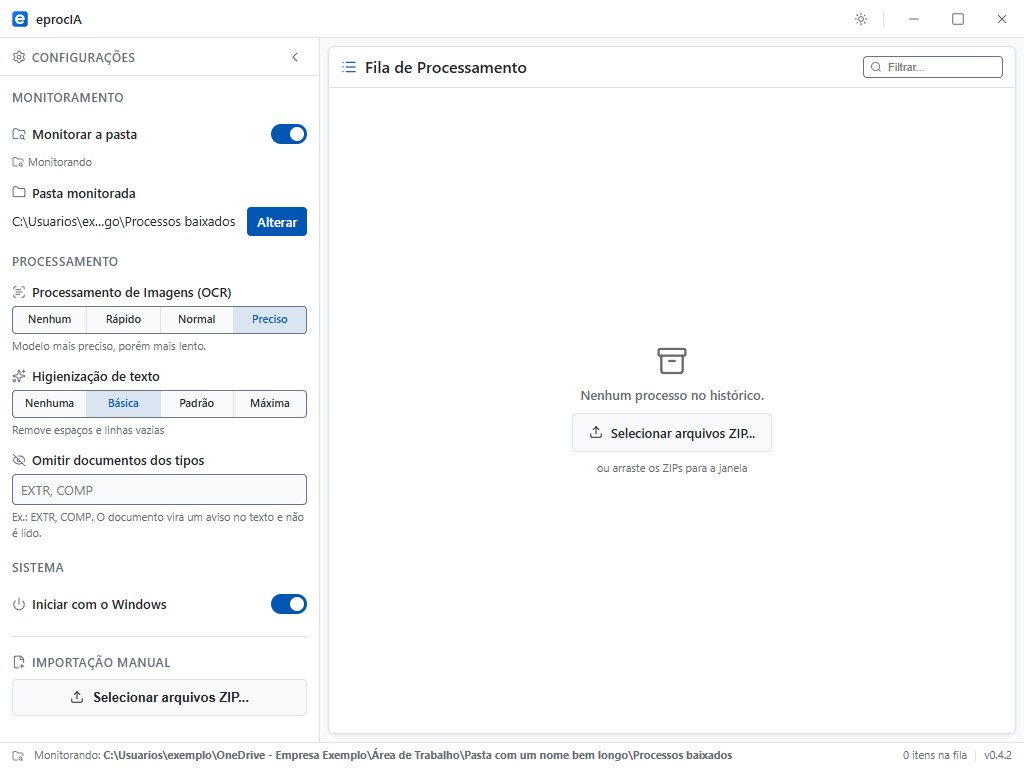 eprocIA
CONFIGURAÇÕES
MONITORAMENTO
Monitorar a pasta
Monitorando
Pasta monitorada
C:\Usuarios\ex...go\Processos baixados
Alterar
PROCESSAMENTO
Processamento de Imagens (OCR)
Nenhum Rápido Normal Preciso
Modelo mais preciso, porém mais lento.
Higienização de texto
Nenhuma Básica Padrão Máxima
Remove espaços e linhas vazias
Omitir documentos dos tipos
EXTR, COMP
Ex.: EXTR, COMP. O documento vira um aviso no texto e não
é lido.
SISTEMA
Iniciar com o Windows
IMPORTAÇÃO MANUAL
Selecionar arquivos ZIP...
Fila de Processamento
Filtrar...
Nenhum processo no histórico.
Selecionar arquivos ZIP...
ou arraste os ZIPs para a janela
Monitorando: C:\Usuarios\exemplo\OneDrive - Empresa Exemplo\Área de Trabalho\Pasta com um nome bem longo\Processos baixados
0 itens na fila
v0.4.2